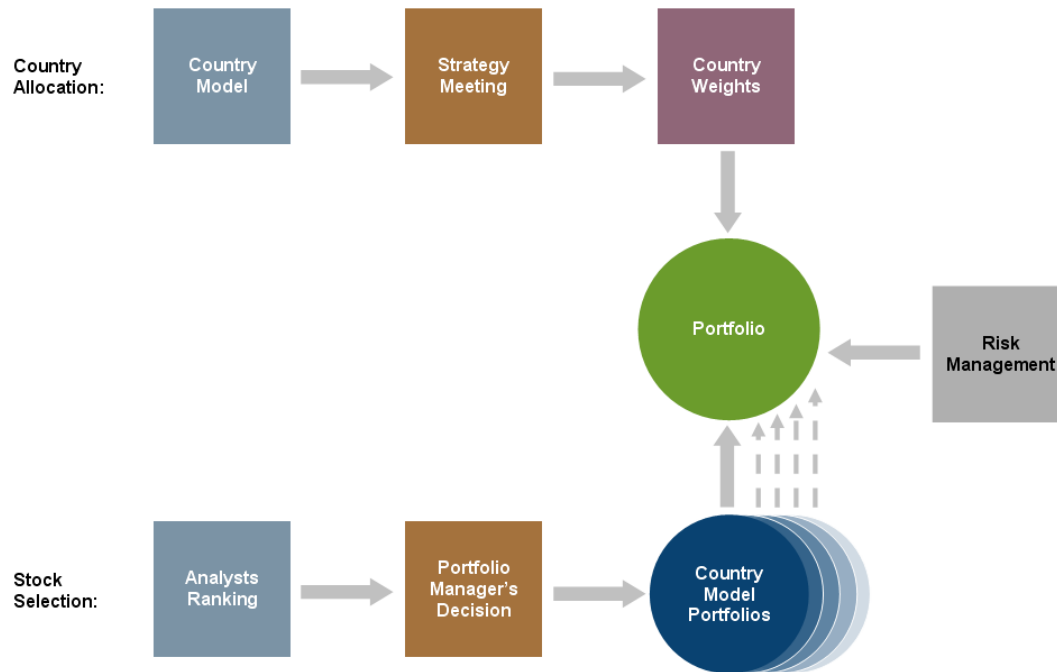 Country
Allocation:
Country
Model
Strategy
Meeting
Country
Weights
Portfolio
Risk
Management
Stock
Selection:
Analysts
Ranking
Portfolio
Manager’s
Decision
Country
Model
Portfolios